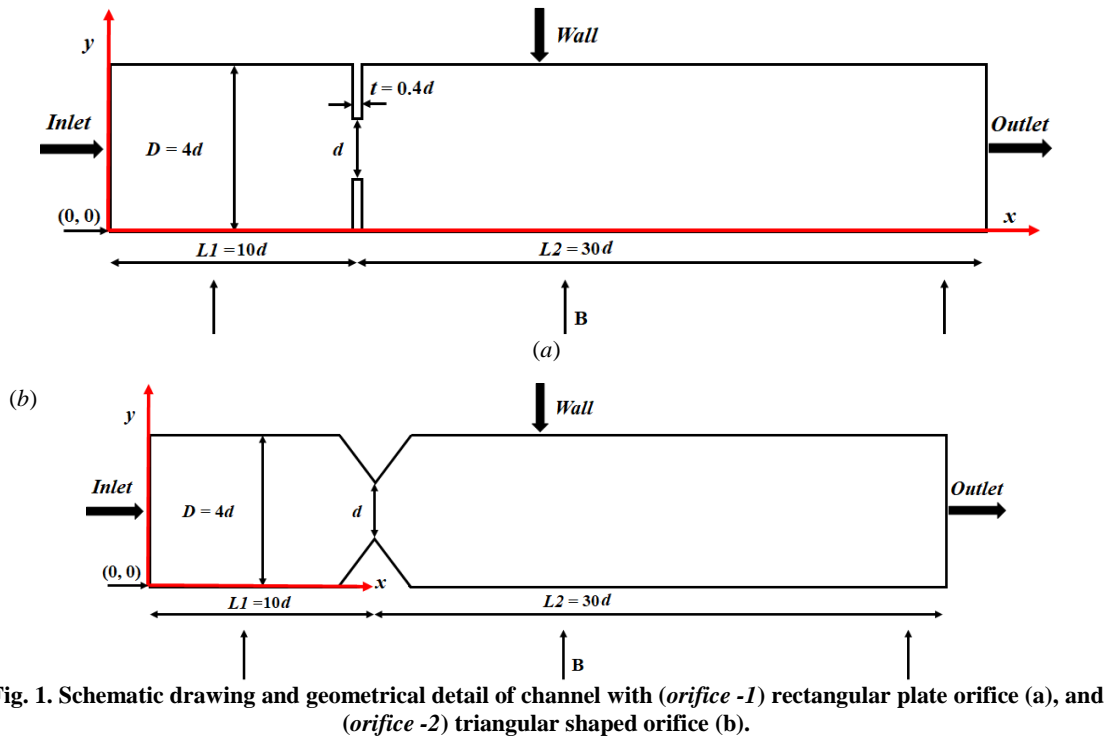 y
Wall
t = 0.4d
Inlet
Outlet
D = 4d
d
(0, 0)
x
L1 =10d
L2 = 30d
B
(a)
(b)
y
Wall
Inlet
Outlet
D = 4d
d
(0, 0)
x
L1 =10d
L2 = 30d
B
ig. 1. Schematic drawing and geometrical detail of channel with (orifice -1) rectangular plate orifice (a), and
(orifice -2) triangular shaped orifice (b).